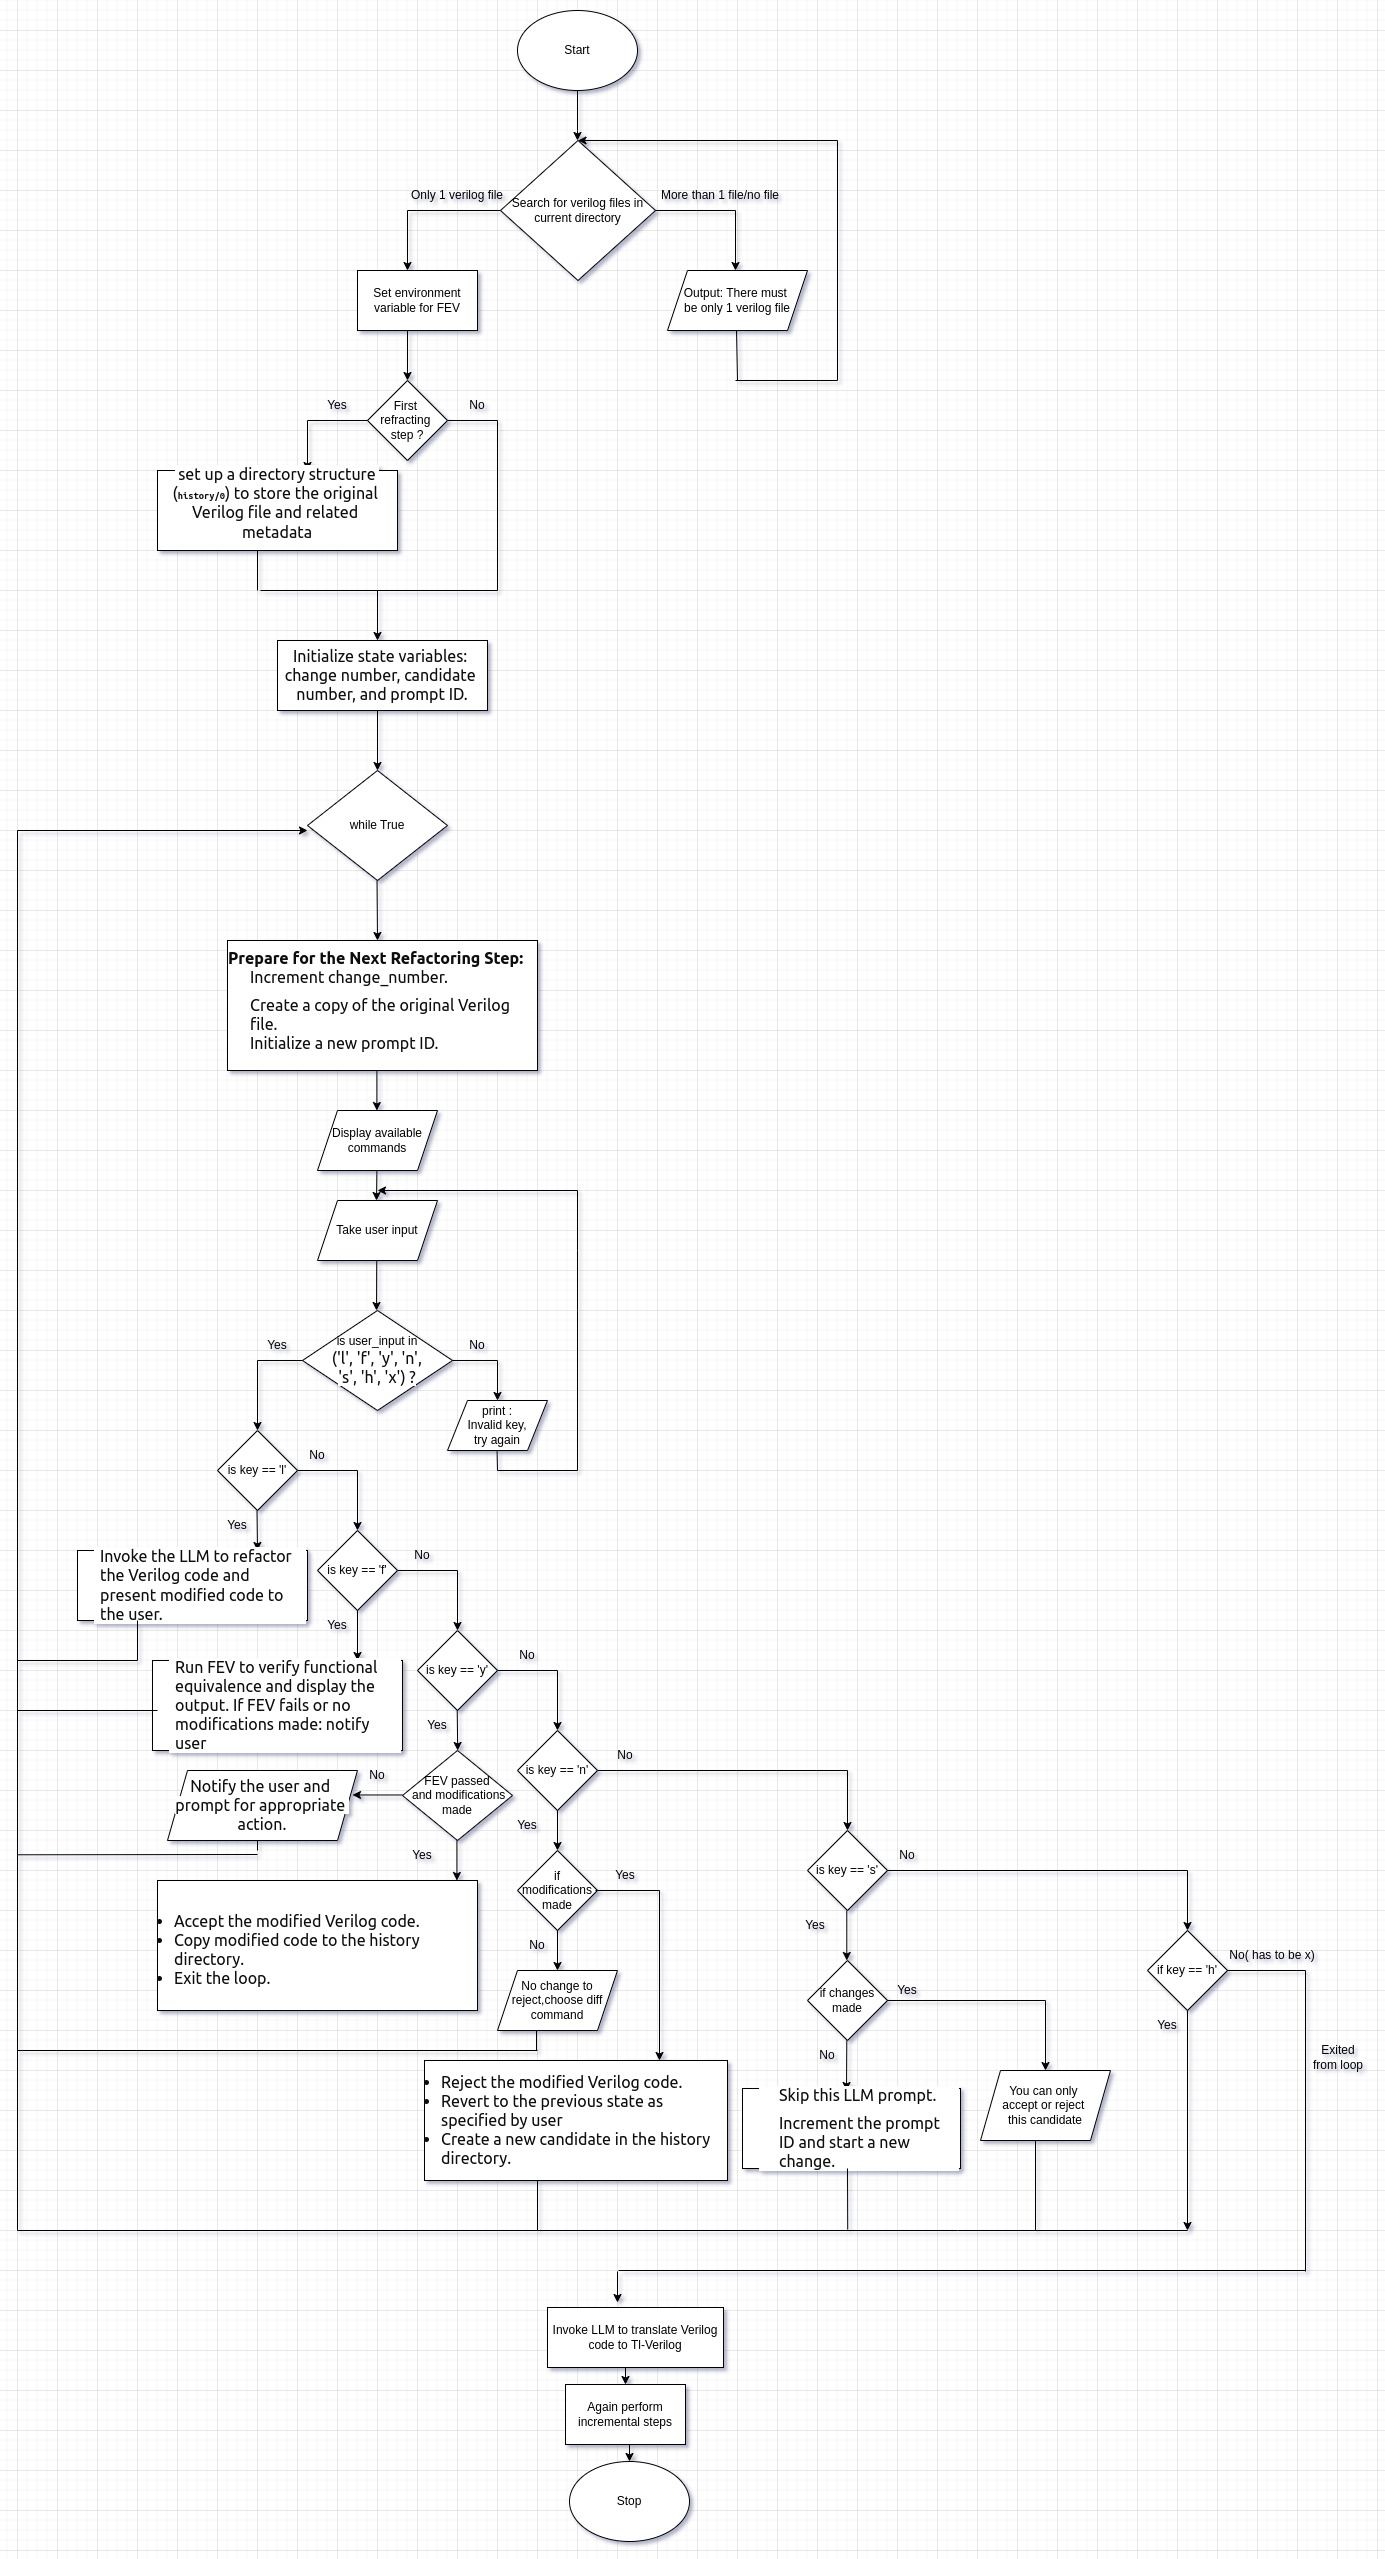 Start
Only 1 verilog file
More than 1 file/no file
Search for verilog files in
current directory
Set environment
variable for FEV
Output: There must
be only 1 verilog file
Yes
First
refracting
step ?
No
set up a directory structure
(history/0) to store the original
Verilog file and related
metadata
Initialize state variables:
change number, candidate
number, and prompt ID.
while True
Prepare for the Next Refactoring Step:
Increment change_number.
Create a copy of the original Verilog
file.
Initialize a new prompt ID.
Display available
commands
Take user input
Yes
is user_input in
('l', 'f', 'y', 'n',
's', 'h', 'x') ?
No
print :
Invalid key,
try again
is key == 'l'
No
Yes
Invoke the LLM to refactor
the Verilog code and
present modified code to
the user.
is key == 'f'
No
Yes
Run FEV to verify functional
equivalence and display the
output. If FEV fails or no
modifications made: notify
user
is key == 'y'
No
Yes
FEV passed
and modifications
made
No
Notify the user and
prompt for appropriate
action.
Yes
• Accept the modified Verilog code.
• Copy modified code to the history
directory.
• Exit the loop.
is key == 'n'
No
Yes
if
modifications
made
Yes
No
No change to
reject,choose diff
command
• Reject the modified Verilog code.
• Revert to the previous state as
specified by user
• Create a new candidate in the history
directory.
is key == 's'
No
Yes
if changes
made
Yes
No
Skip this LLM prompt.
Increment the prompt
ID and start a new
change.
You can only
accept or reject
this candidate
if key == 'h'
No( has to be x)
Yes
Exited
from loop
Invoke LLM to translate Verilog
code to Tl-Verilog
Again perform
incremental steps
Stop